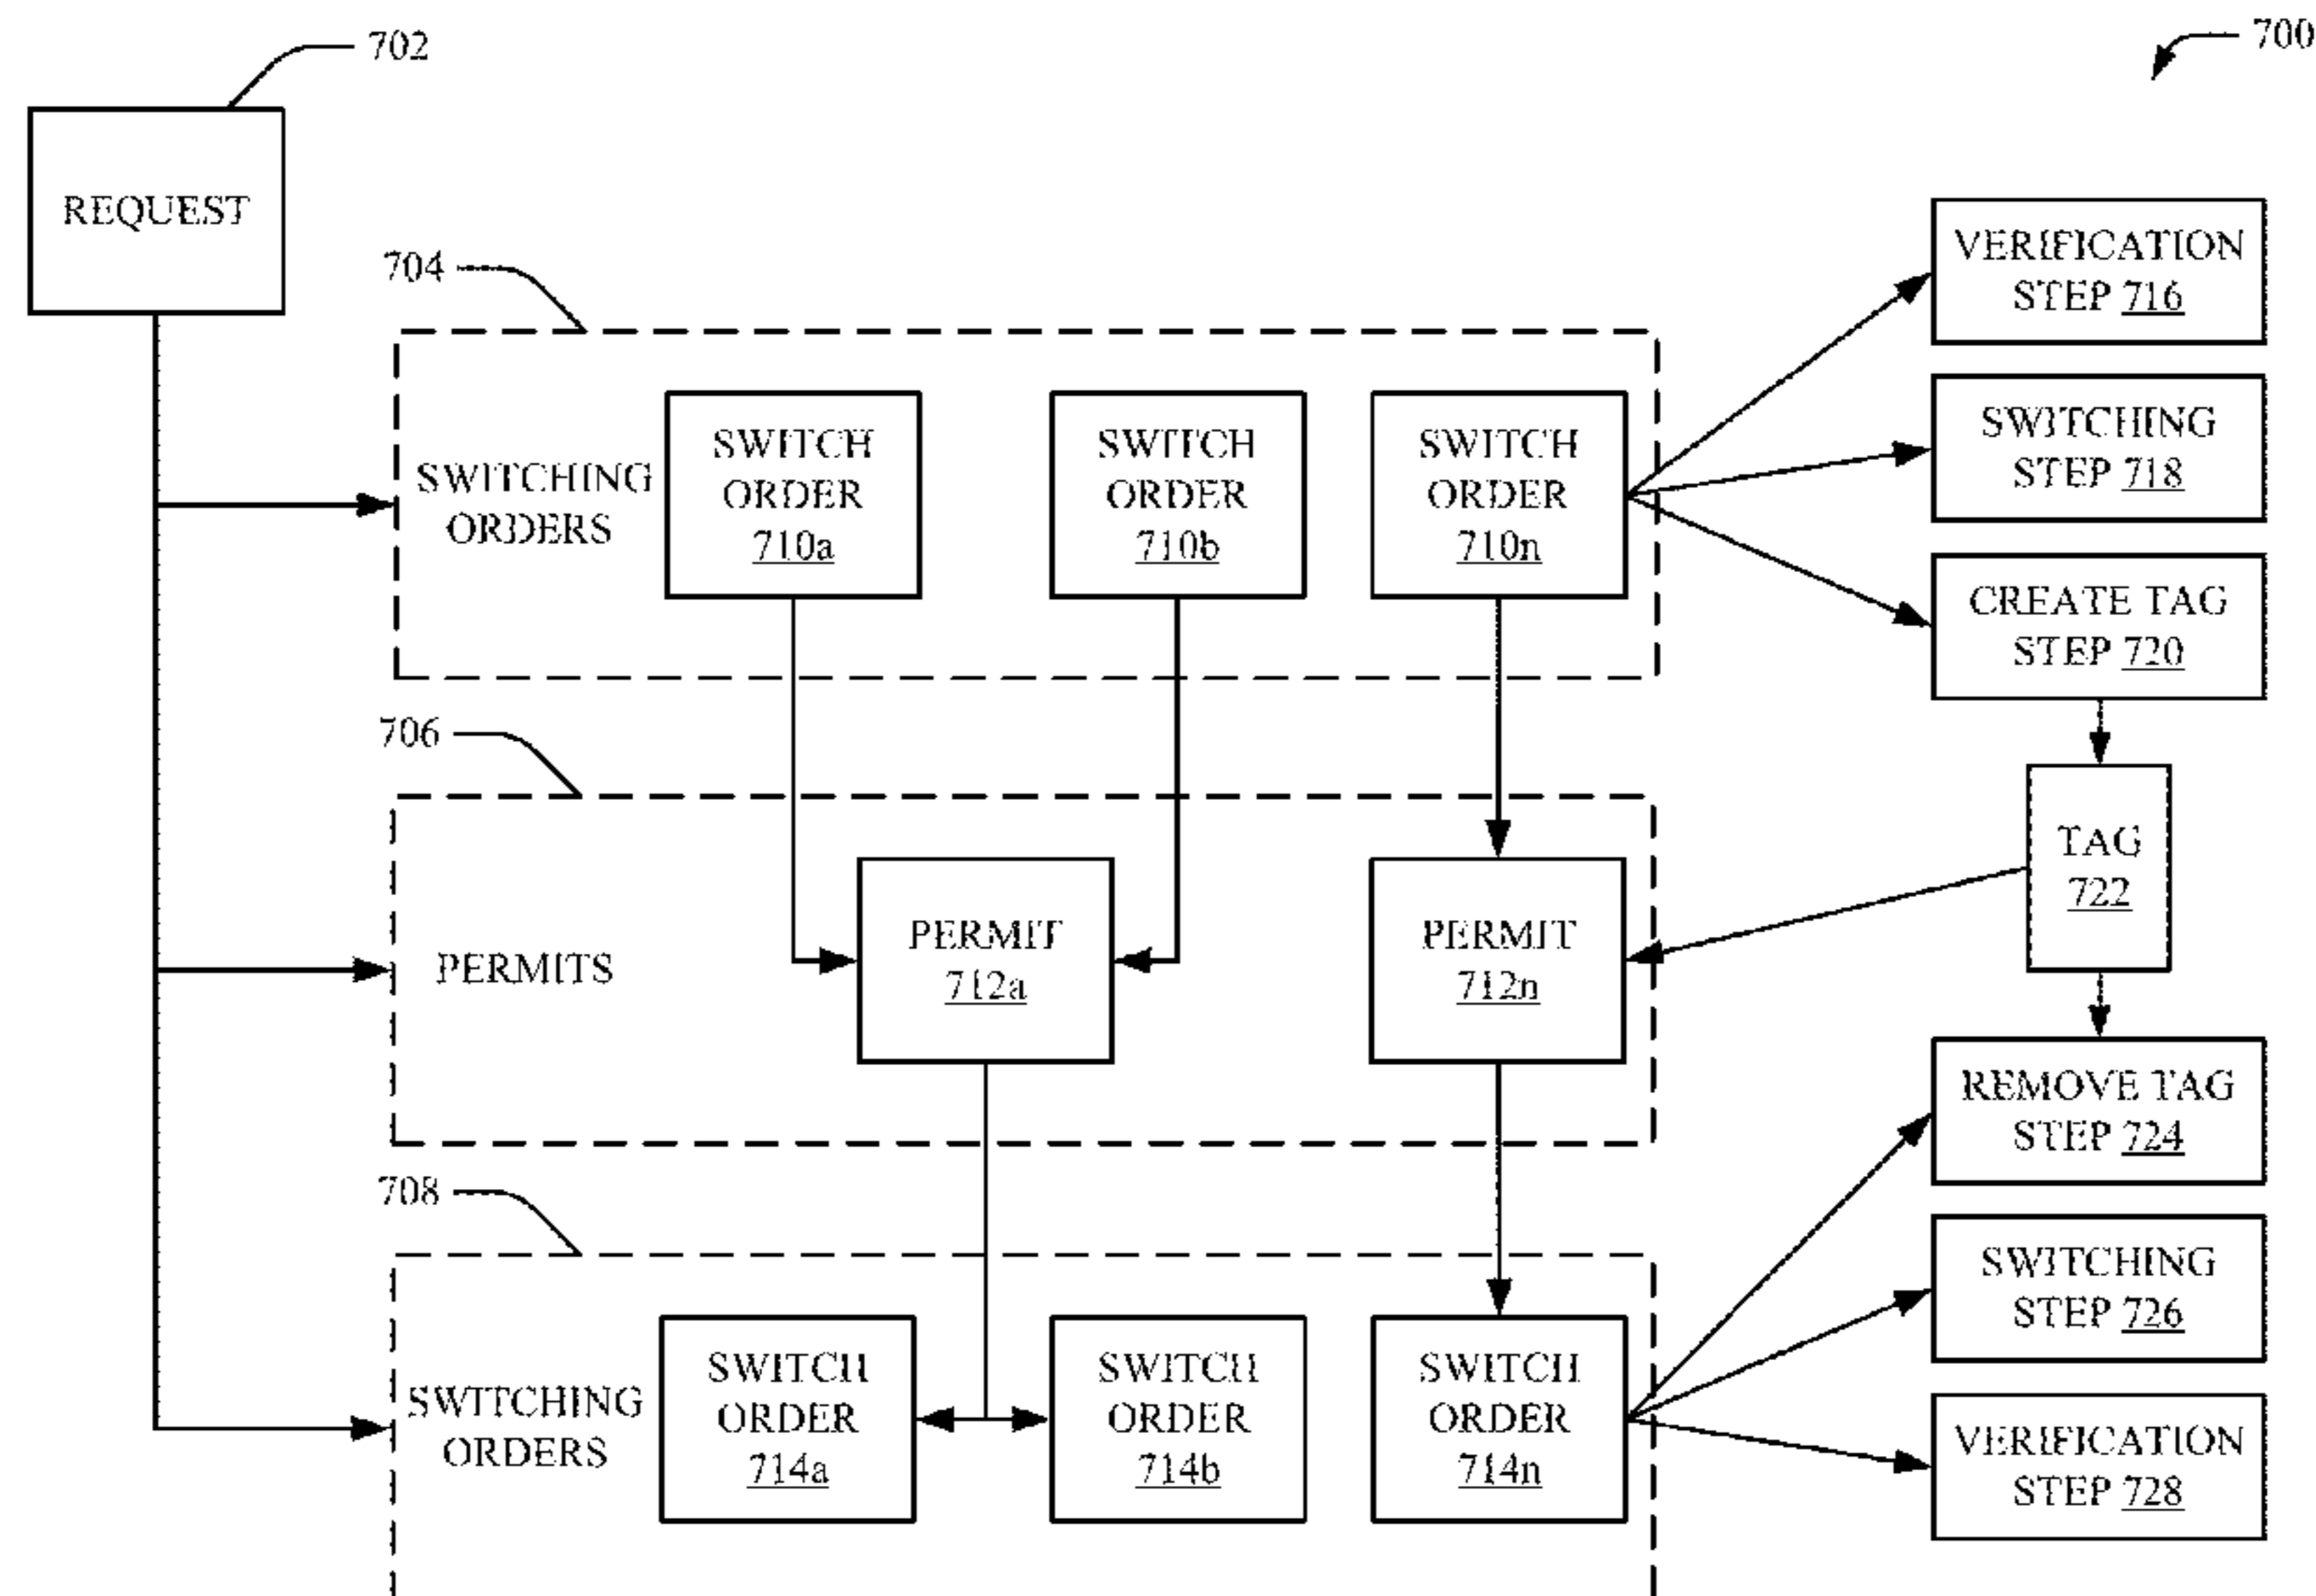 702
700
REQUEST
704
VERIFICATION
STEP 716
SWITCHING
ORDERS
SWITCH
ORDER
710a
SWITCH
ORDER
710b
SWITCH
ORDER
710n
SWITCHING
STEP 718
CREATE TAG
STEP 720
706
TAG
722
PERMITS
PERMIT
712a
PERMIT
712n
REMOVE TAG
STEP 724
708
SWITCHING
STEP 726
SWITCHING
ORDERS
SWITCH
ORDER
714a
SWITCH
ORDER
714b
SWITCH
ORDER
714n
VERIFICATION
STEP 728